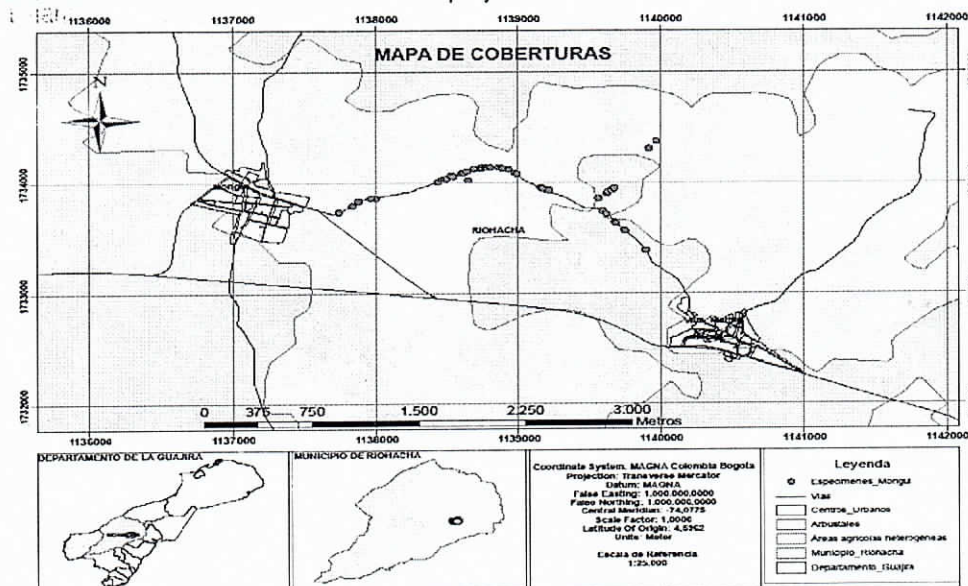 1136000 1137000 1138000 1139000 1140000 1141000 1142000
MAPA DE COBERTURAS
1735000
N
1734000
1733000
1732000
RIOHACHA
0 375 750 1.500 2.250 3.000
Metros
1136000 1137000 1138000 1139000 1140000 1141000 1142000
DEPARTAMENTO DE LA GUAJIRA
MUNICIPIO DE RIOHACHA
Coordinate System: MAGNA Colombia Bogota
Projection: Transverse Mercator
Datum: MAGNA
False Easting: 1.000.000,0000
False Northing: 1.000.000,0000
Central Meridian: -74,0775
Scale Factor: 1,0000
Latitude Of Origin: 4,5962
Units: Meter
Escala de Referencia
1:25.000
Leyenda
Especimenes_Mongui
Vias
Centros_Urbanos
Arbustales
Áreas agrícolas heterogéneas
Municipio_Riohacha
Departamento_Guajira